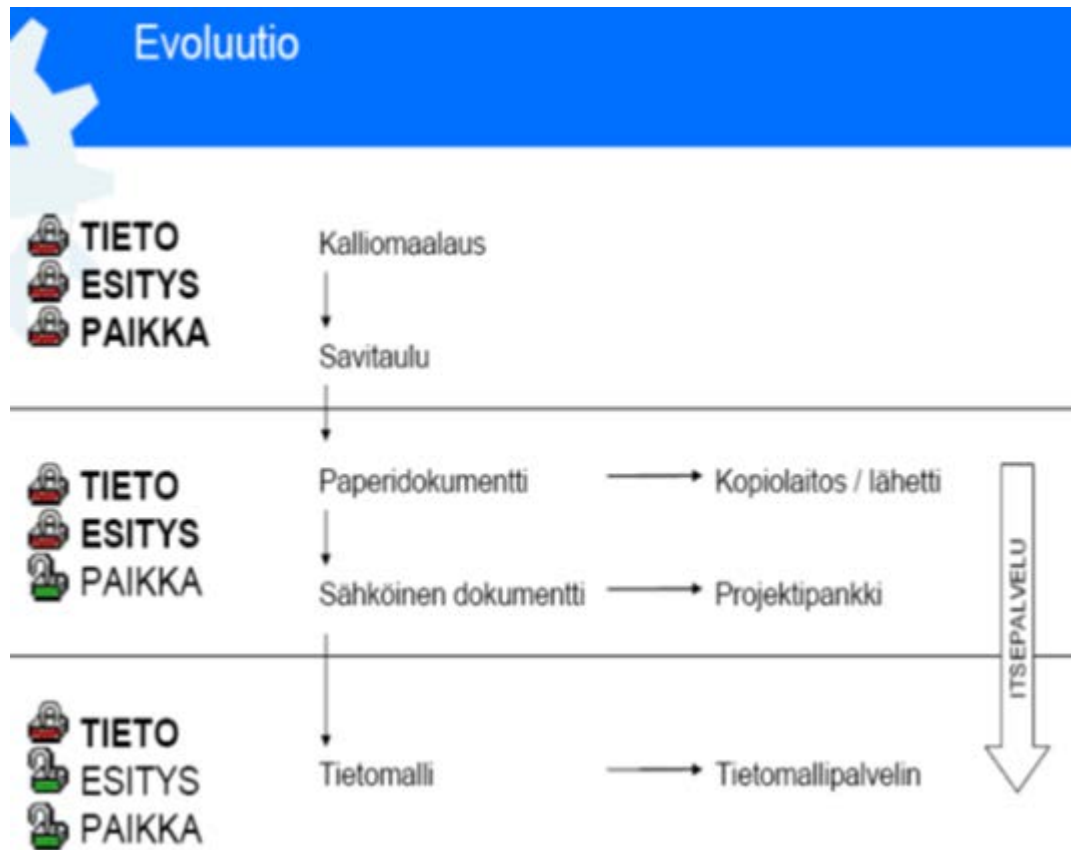 Evoluutio
TIETO
ESITYS
PAIKKA
Kalliomaalaus
Savitaulu
TIETO
ESITYS
PAIKKA
Paperidokumentti
Kopiolaitos / lähetti
Sähköinen dokumentti
Projektipankki
ITSEPALVELU
TIETO
ESITYS
PAIKKA
Tietomalli
Tietomallipalvelin